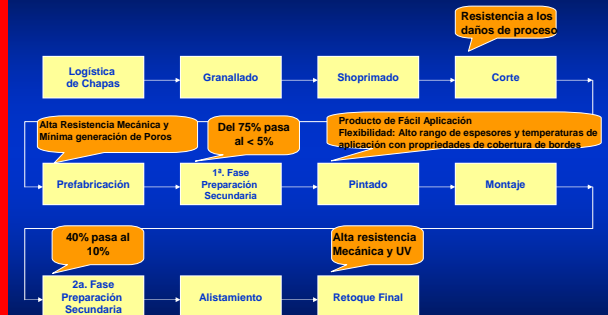 Resistencia a los
daños de proceso
Logística
de Chapas
Granallado
Shoprimado
Corte
Alta Resistencia Mecánica y
Mínima generación de Poros
Del 75% pasa
al < 5%
Producto de Fácil Aplicación
Flexibilidad: Alto rango de espesores y temperaturas de
aplicación con propiedades de cobertura de bordes
Prefabricación
1ª. Fase
Preparación
Secundaria
Pintado
Montaje
40% pasa al
10%
Alta resistencia
Mecánica y UV
2a. Fase
Preparación
Secundaria
Alistamiento
Retoque Final